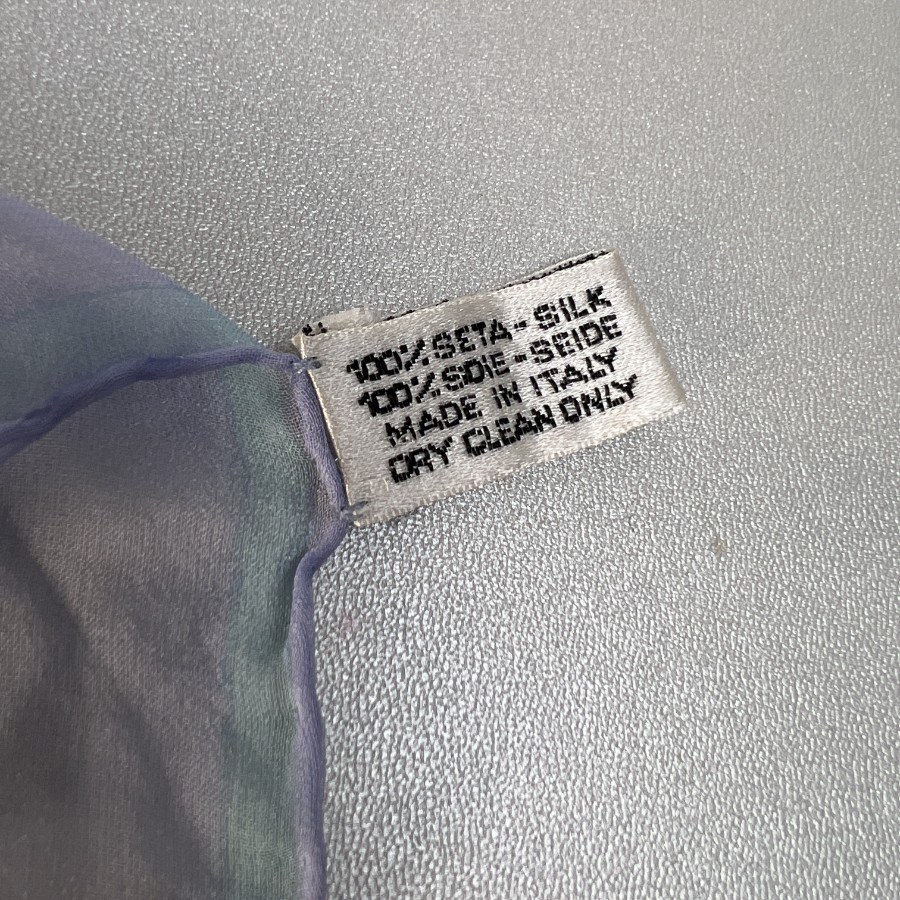 100% SETA - SILK
100% SOIE - SEIDE
MADE IN ITALY
DRY CLEAN ONLY